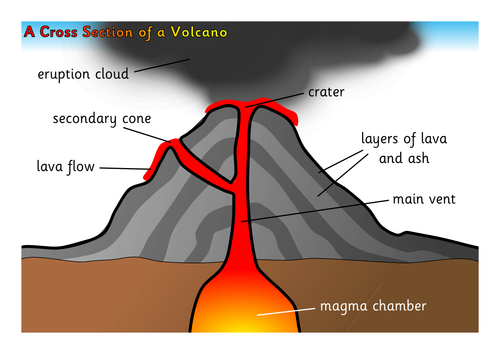 A Cross Section of a Volcano
eruption cloud
crater
secondary cone
layers of lava
and ash
lava flow
main vent
magma chamber